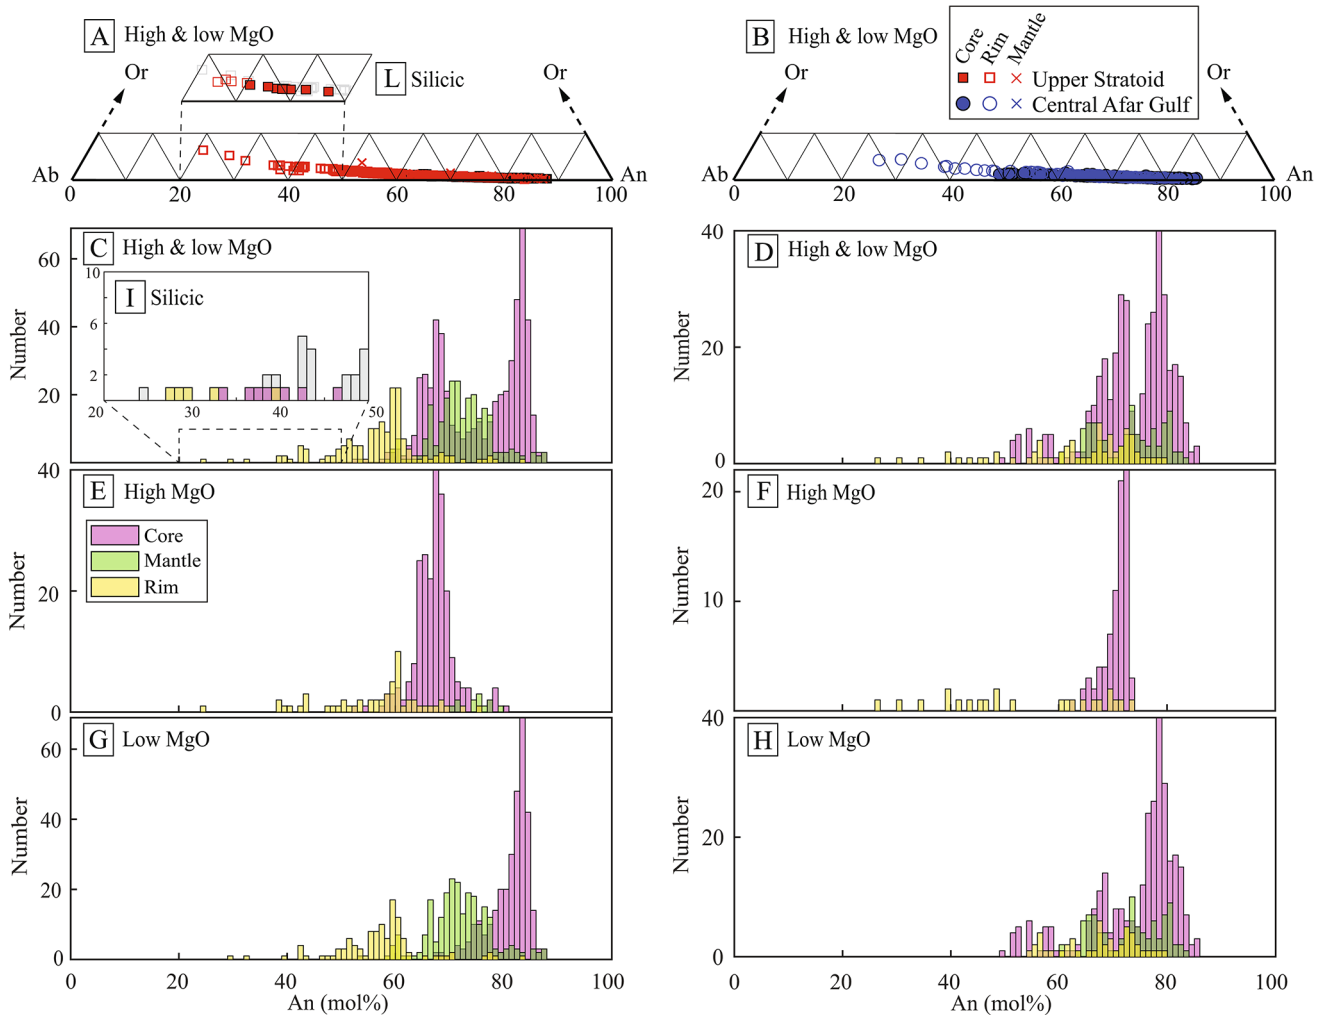 A High & low MgO
Or
L Silicic
Or
Ab
An
0 20 40 60 80 100
B High & low MgO
Core Rim Mantle
Upper Stratoid
Central Afar Gulf
Or
Or
Ab
An
0 20 40 60 80 100
C High & low MgO
60
40
20
Number
I Silicic
10
6
2
20 30 40 50
D High & low MgO
40
20
0
Number
E High MgO
40
20
0
Number
Core
Mantle
Rim
F High MgO
20
10
0
Number
G Low MgO
60
40
20
0
Number
0 20 40 60 80 100
An (mol%)
H Low MgO
40
20
0
Number
0 20 40 60 80 100
An (mol%)